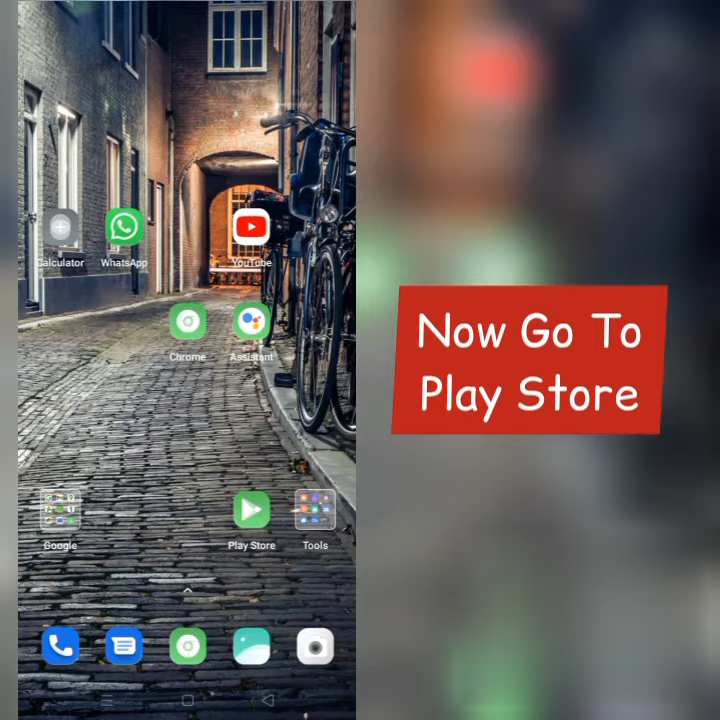 Calculator WhatsApp YouTube
Chrome Assistant
Google Play Store Tools
Now Go To
Play Store